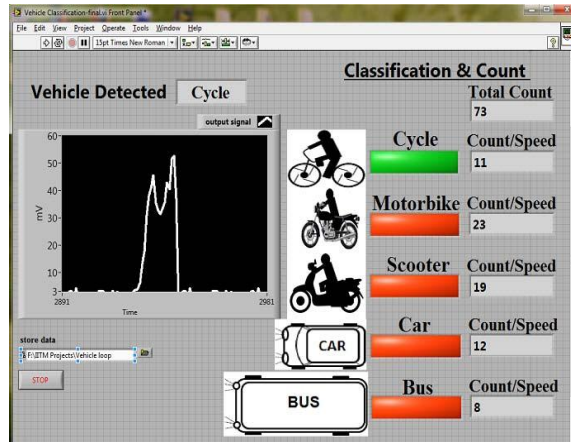 Vehicle Classification-final.vi Front Panel *
File Edit View Project Operate Tools Window Help
15pt Times New Roman
Classification & Count
Vehicle Detected Cycle
Total Count
73
output signal
60
50
40
30
20
10
3
mV
2891
2981
Time
Cycle Count/Speed
11
Motorbike Count/Speed
23
Scooter Count/Speed
19
Car Count/Speed
12
CAR
Bus Count/Speed
8
BUS
store data
F:\IITM Projects\Vehicle loop
STOP